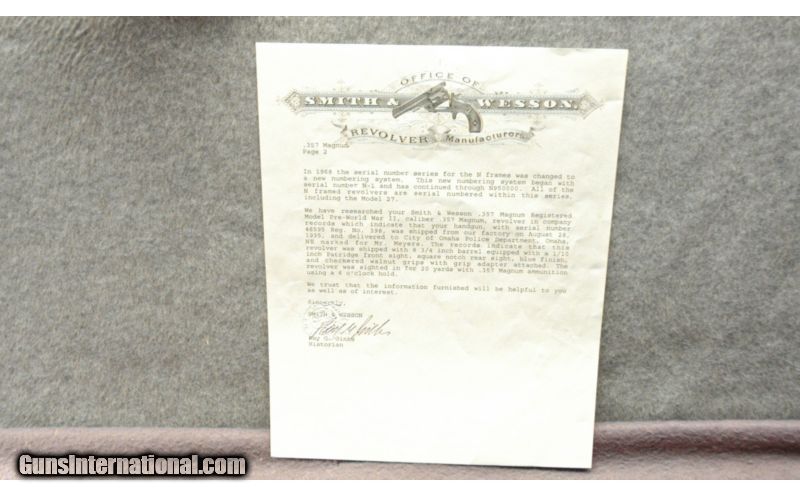 OFFICE OF
SMITH & WESSON,
REVOLVER Manufacturers
.357 Magnum
Page 2
In 1968 the serial number series for the N frames was changed to
a new numbering system. This new numbering system began with
serial number N-1 and has continued through N950000. All of the
N framed revolvers are serial numbered within this series,
including the Model 27.
We have researched your Smith & Wesson .357 Magnum Registered
Model Pre-World War II, caliber .357 Magnum, revolver in company
records which indicate that your handgun, with serial number
Reg. No. was shipped from our factory on August
1935, and delivered to City of Omaha Police Department, Omaha,
NE marked for Mr. Meyers. The records indicate that this
revolver was shipped with 3/4 inch barrel equipped with a 1/10
inch Patridge front sight, square notch rear sight, blue finish,
and checkered walnut grips with grip adapter attached. The
revolver was sighted in for 20 yards with .357 Magnum ammunition
using a 6 o'clock hold.
We trust that the information furnished will be helpful to you
as well as of interest.
Sincerely,
SMITH & WESSON
Roy G. Jinks
Historian
GunsInternational.com